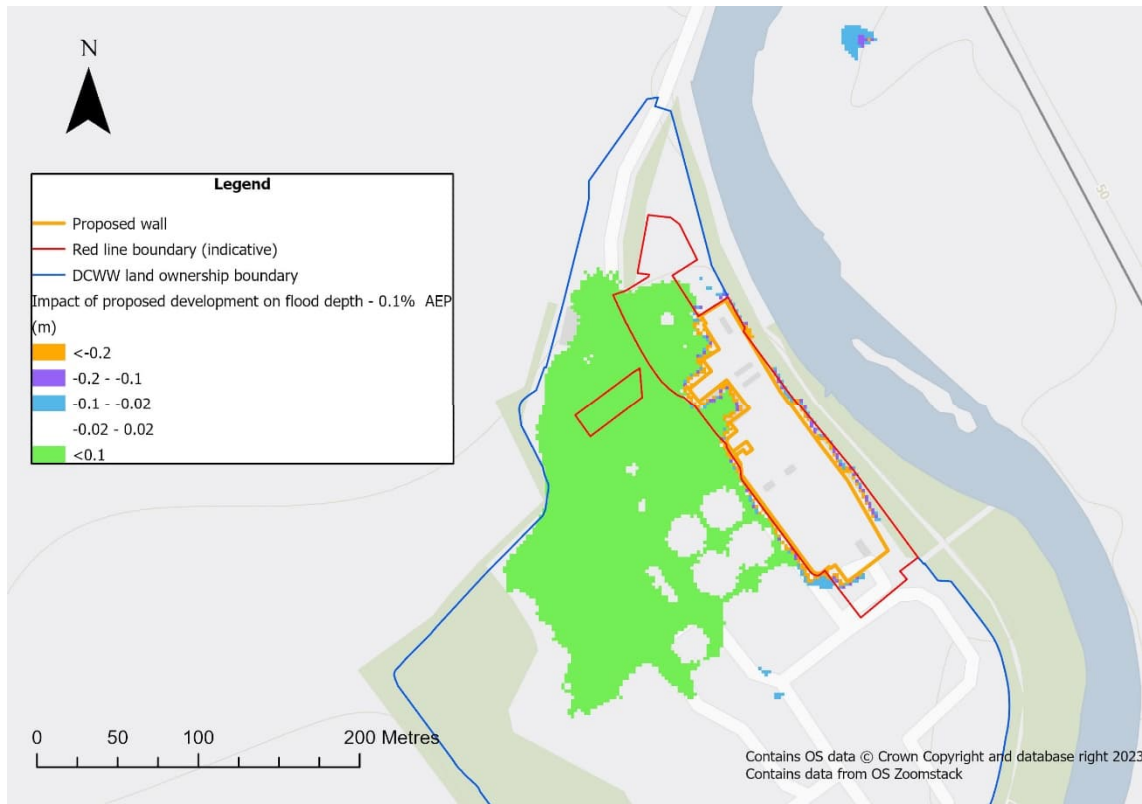 N
Legend
Proposed wall
Red line boundary (indicative)
DCWW land ownership boundary
Impact of proposed development on flood depth - 0.1% AEP
(m)
<-0.2
-0.2 - -0.1
-0.1 - -0.02
-0.02 - 0.02
<0.1
50
0 50 100 200 Metres
Contains OS data © Crown Copyright and database right 2023
Contains data from OS Zoomstack